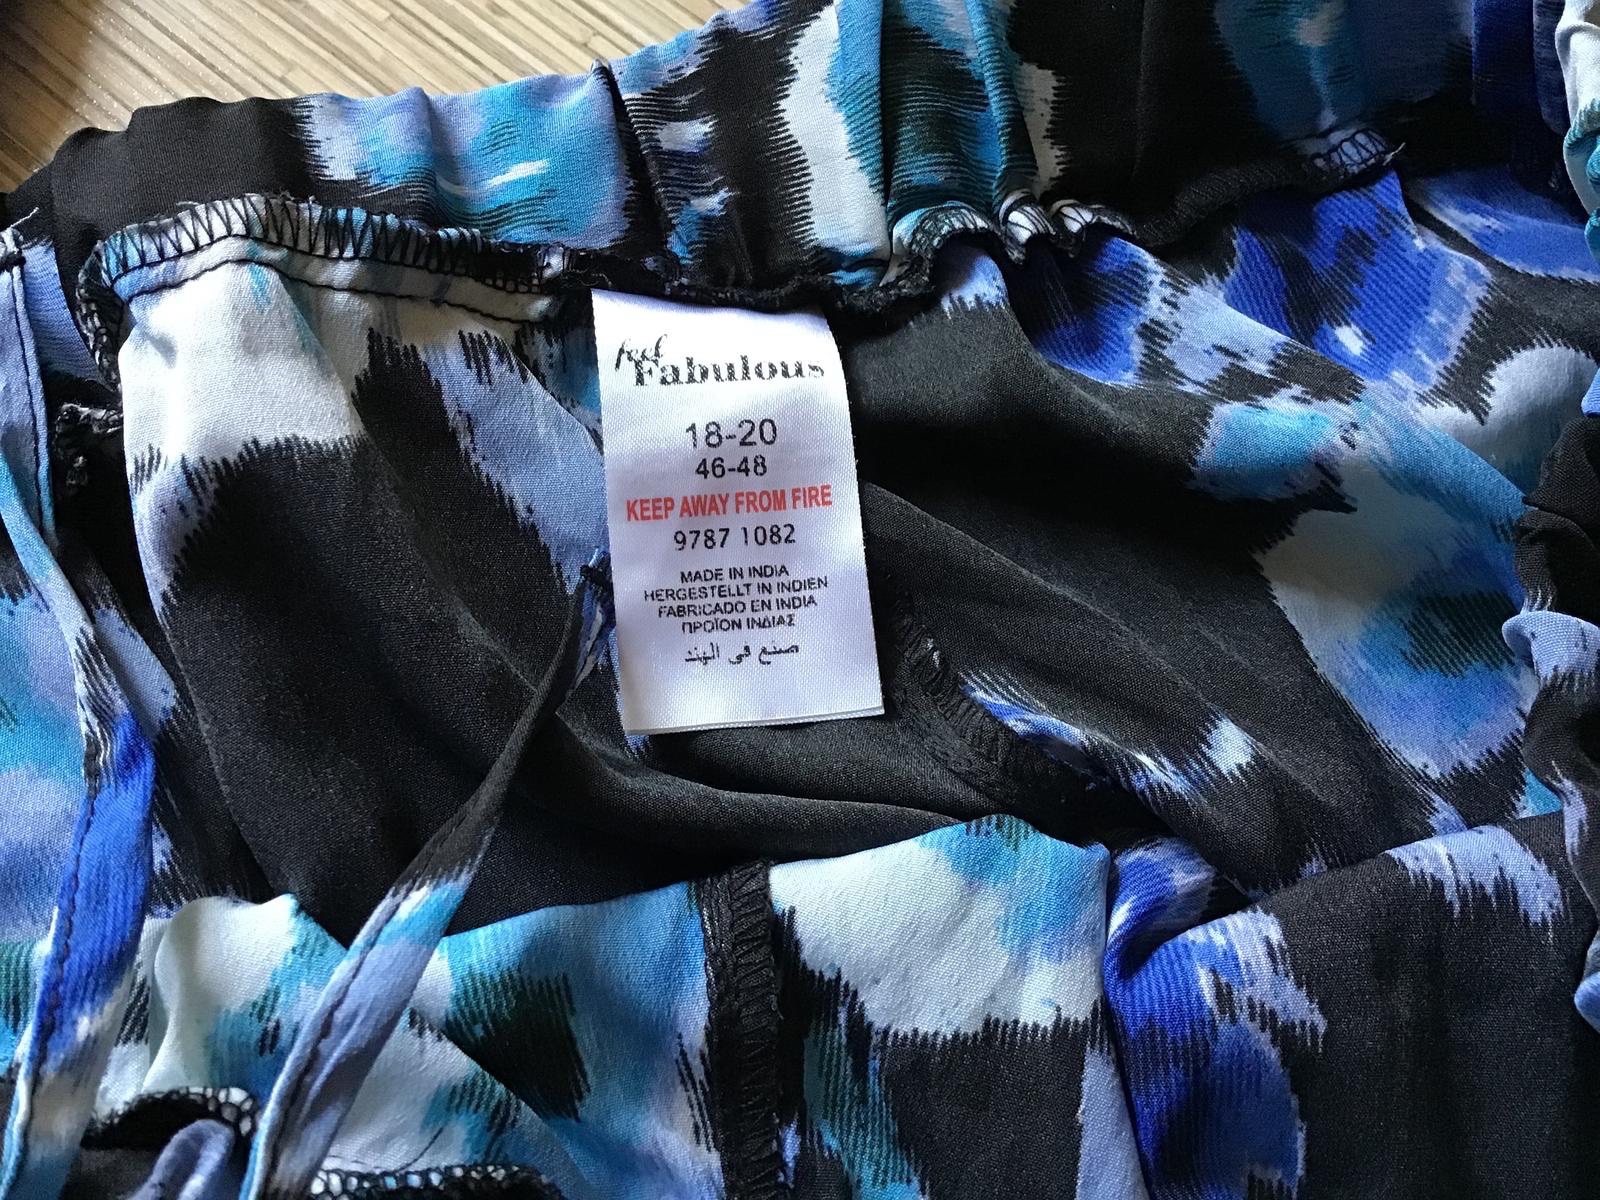 feel
Fabulous
18-20
46-48
KEEP AWAY FROM FIRE
9787 1082
MADE IN INDIA
HERGESTELLT IN INDIEN
FABRICADO EN INDIA
ΠΡΟΪΟΝ ΙΝΔΙΑΣ
صنع في الهند